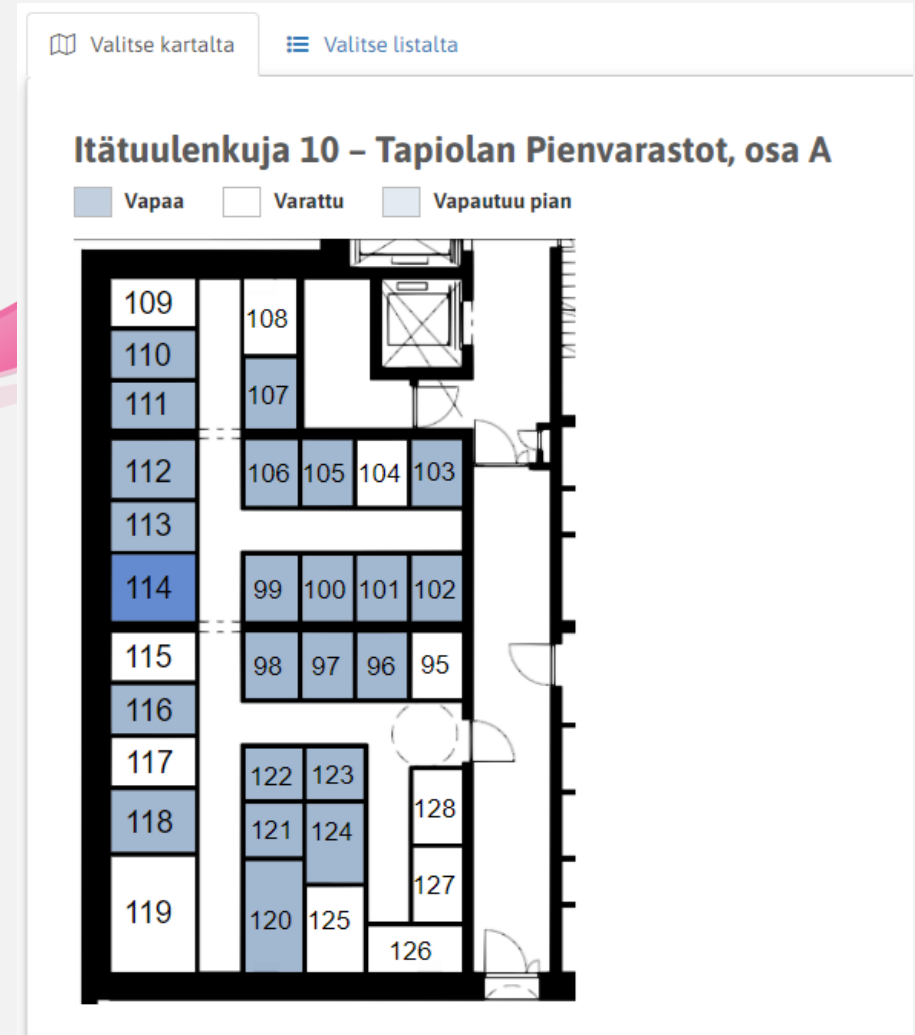 Valitse kartalta
Valitse listalta
Itätuulenkuja 10 – Tapiolan Pienvarastot, osa A
Vapaa Varattu Vapautuu pian
109
108
110
107
111
112
106 105 104 103
113
114
99 100 101 102
115
98 97 96 95
116
117
122 123
128
118
121 124
127
119
120 125
126